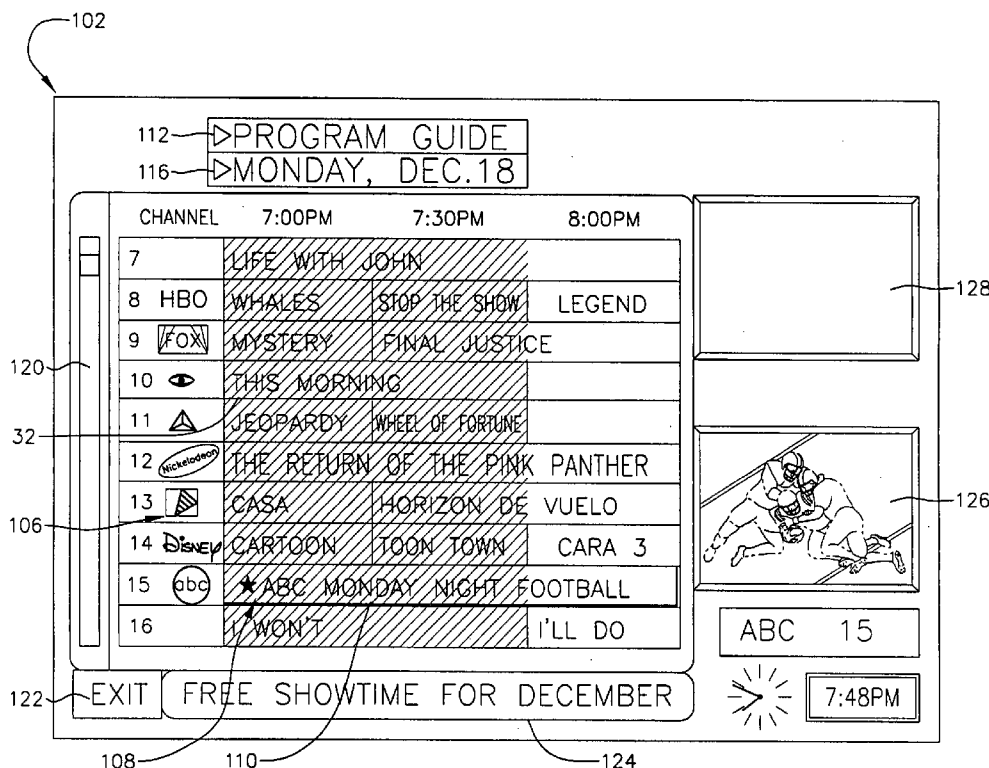 102
112 PROGRAM GUIDE
116 MONDAY, DEC.18
CHANNEL 7:00PM 7:30PM 8:00PM
7 LIFE WITH JOHN
8 HBO WHALES STOP THE SHOW LEGEND
128
9 FOX MYSTERY FINAL JUSTICE
120
10 THIS MORNING
32
11 JEOPARDY WHEEL OF FORTUNE
12 Nickelodeon THE RETURN OF THE PINK PANTHER
13 CASA HORIZON DE VUELO
126
106
14 DISNEY CARTOON TOON TOWN CARA 3
15 abc ★ABC MONDAY NIGHT FOOTBALL
16 I WON'T I'LL DO
ABC 15
122 EXIT FREE SHOWTIME FOR DECEMBER 7:48PM
108 110 124